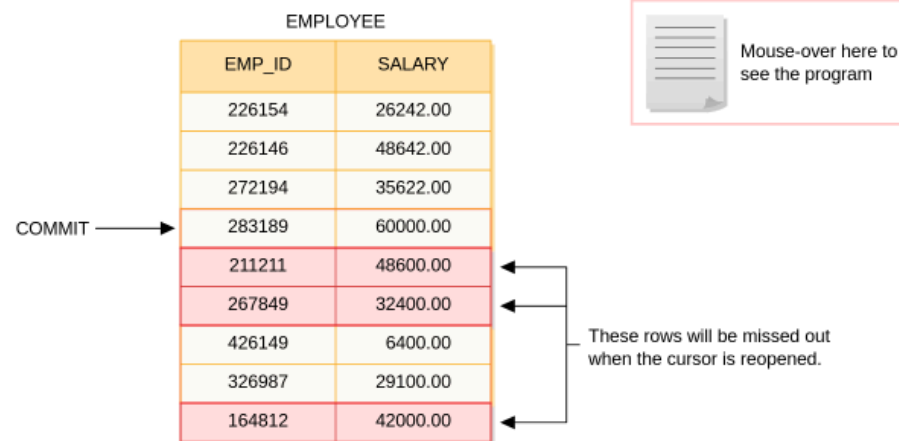 EMPLOYEE
Mouse-over here to
see the program
EMP_ID SALARY
226154 26242.00
226146 48642.00
272194 35622.00
COMMIT 283189 60000.00
211211 48600.00
267849 32400.00
426149 6400.00
326987 29100.00
164812 42000.00
These rows will be missed out
when the cursor is reopened.